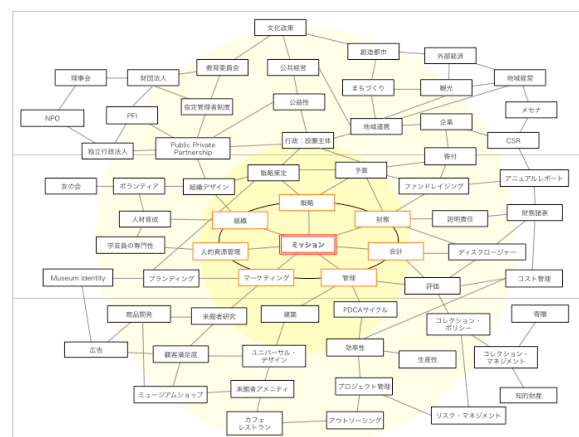 文化政策
創造都市
外部経済
教育委員会
公共経営
理事会
財団法人
地域経営
まちづくり
観光
指定管理者制度
公益性
メセナ
NPO
PFI
地域連携
企業
独立行政法人
Public Private
Partnership
行政:設置主体
CSR
寄付
戦略策定
予算
アニュアルレポート
友の会
ボランティア
組織デザイン
ファンドレイジング
戦略
人材育成
組織
財務
説明責任
財務諸表
学芸員の専門性
人的資源管理
ミッション
会計
ディスクロージャー
Museum Identity
ブランディング
マーケティング
管理
評価
コスト管理
商品開発
来館者研究
建築
PDCAサイクル
コレクション・
ポリシー
寄贈
広告
顧客満足度
ユニバーサル・
デザイン
効率性
生産性
コレクション・
マネジメント
ミュージアムショップ
来館者アメニティ
プロジェクト管理
知的財産
カフェ
レストラン
アウトソーシング
リスク・マネジメント